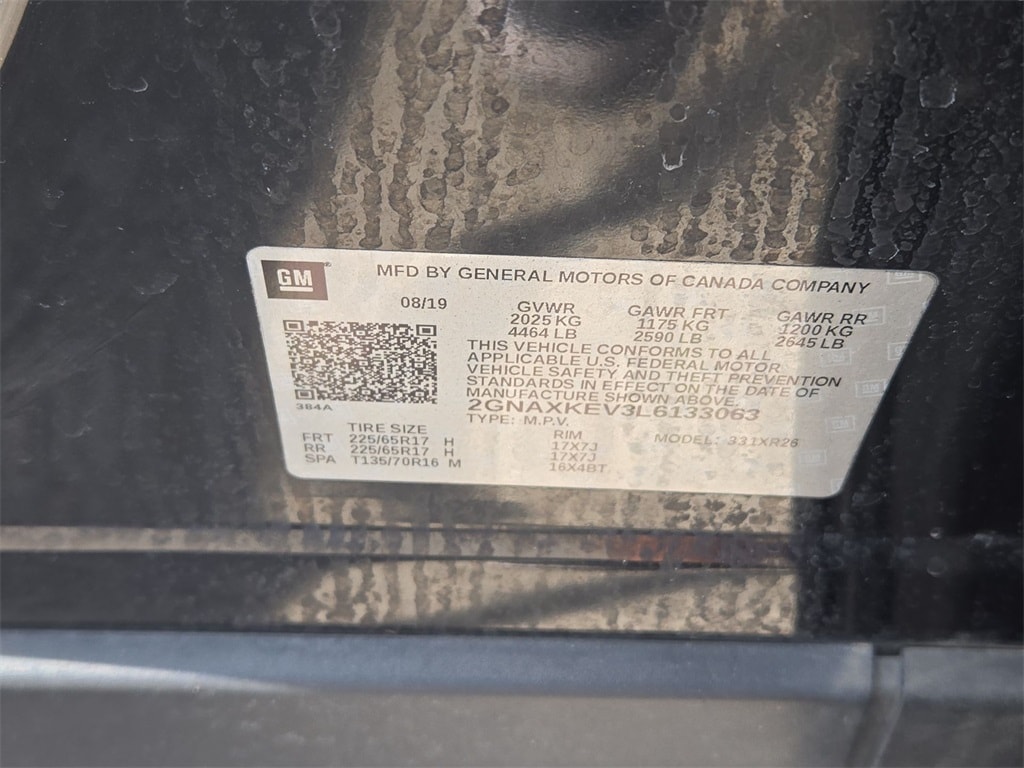 GM
MFD BY GENERAL MOTORS OF CANADA COMPANY
08/19
GVWR GAWR FRT GAWR RR
2025 KG 1175 KG 1200 KG
4464 LB 2590 LB 2645 LB
THIS VEHICLE CONFORMS TO ALL
APPLICABLE U.S. FEDERAL MOTOR
VEHICLE SAFETY AND THEFT PREVENTION
STANDARDS IN EFFECT ON THE DATE OF
MANUFACTURE SHOWN ABOVE.
384A
2GNAXKEV3L6133063
TYPE: M.P.V.
TIRE SIZE RIM MODEL: 331XR26
FRT 225/65R17 H 17X7J
RR 225/65R17 H 17X7J
SPA T135/70R16 M 16X4BT